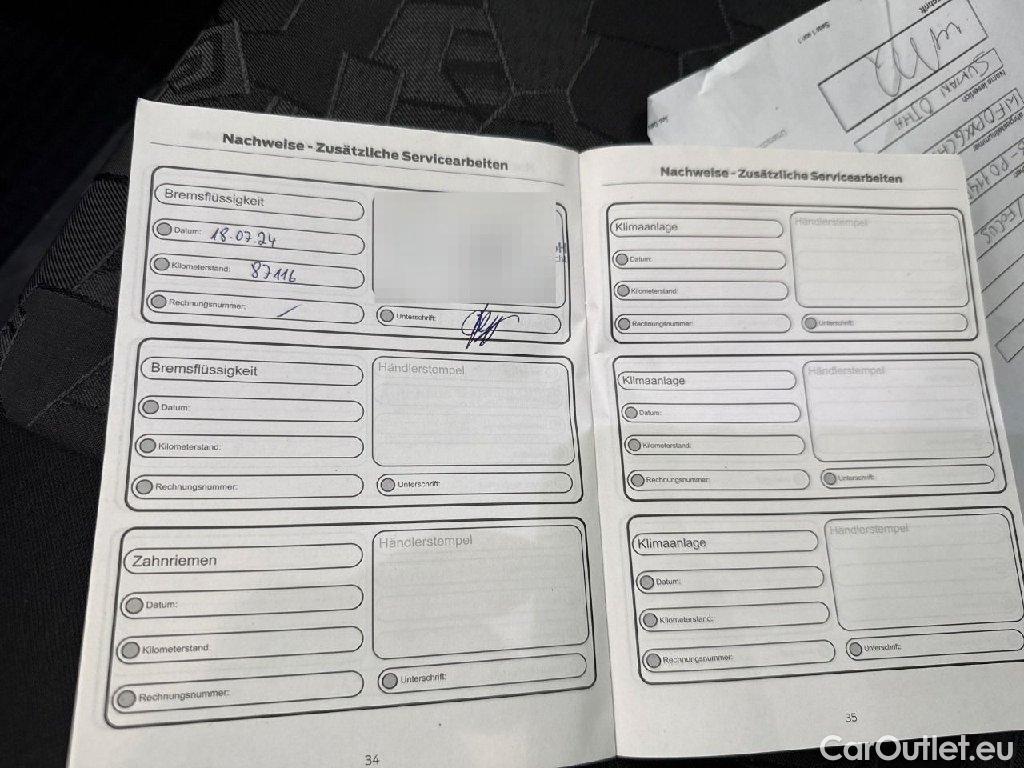 Nachweise - Zusätzliche Servicearbeiten
Bremsflüssigkeit
Datum: 18.07.24
Kilometerstand: 87116
Rechnungsnummer:
Unterschrift:
Bremsflüssigkeit
Händlerstempel
Datum:
Kilometerstand:
Rechnungsnummer:
Unterschrift:
Zahnriemen
Händlerstempel
Datum:
Kilometerstand:
Rechnungsnummer:
Unterschrift:
34
Nachweise - Zusätzliche Servicearbeiten
Klimaanlage
Händlerstempel
Datum:
Kilometerstand:
Rechnungsnummer:
Unterschrift:
Klimaanlage
Händlerstempel
Datum:
Kilometerstand:
Rechnungsnummer:
Unterschrift:
Klimaanlage
Händlerstempel
Datum:
Kilometerstand:
Rechnungsnummer:
Unterschrift:
35
Name leserlich
CarOutlet.eu